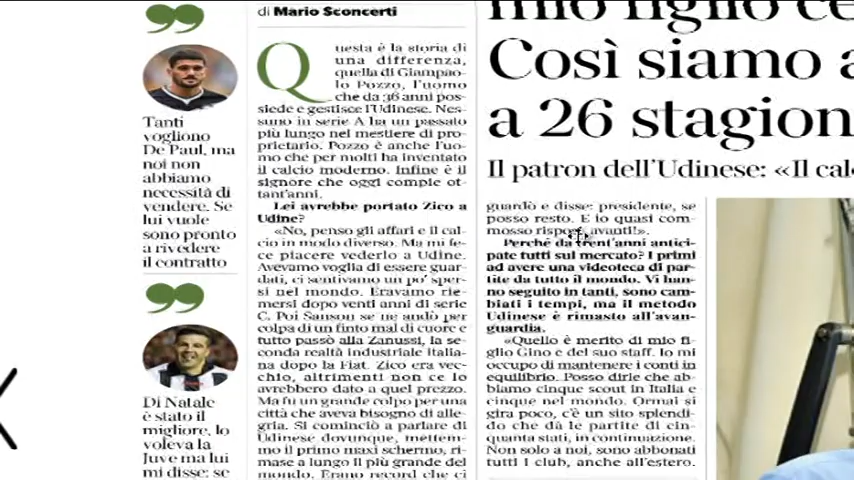 Tanti
vogliono
De Paul, ma
noi non
abbiamo
necessità di
vendere. Se
lui vuole
sono pronto
a rivedere
il contratto
Di Natale
è stato il
migliore, lo
voleva la
Juve ma lui
mi disse: se
di Mario Sconcerti
Questa è la storia di
una differenza,
quella di Giampao-
lo Pozzo, l'uomo
che da 36 anni pos-
siede e gestisce l'Udinese. Nes-
suno in serie A ha un passato
più lungo nel mestiere di pro-
prietario. Pozzo è anche l'uo-
mo che per molti ha inventato
il calcio moderno. Infine è il
signore che oggi compie ot-
tant'anni.
Lei avrebbe portato Zico a
Udine?
«No, penso gli affari e il cal-
cio in modo diverso. Ma mi fe-
ce piacere vederlo a Udine.
Avevamo voglia di essere guar-
dati, ci sentivamo un po' sper-
si nel mondo. Eravamo rie-
mersi dopo venti anni di serie
C. Poi Sanson se ne andò per
colpa di un finto mal di cuore e
tutto passò alla Zanussi, la se-
conda realtà industriale italia-
na dopo la Fiat. Zico era vec-
chio, altrimenti non ce lo
avrebbero dato a quel prezzo.
Ma fu un grande colpo per una
città che aveva bisogno di alle-
gria. Si cominciò a parlare di
Udinese dovunque, mettem-
mo il primo maxi schermo, ri-
mase a lungo il più grande del
mondo. Erano record che ci
mio figlio ce
Così siamo a
a 26 stagion
Il patron dell'Udinese: «Il calc
guardò e disse: presidente, se
posso resto. E io quasi com-
mosso risposi, avanti!».
Perché da trent'anni antici-
pate tutti sul mercato? I primi
ad avere una videoteca di par-
tite da tutto il mondo. Vi han-
no seguito in tanti, sono cam-
biati i tempi, ma il metodo
Udinese è rimasto all'avan-
guardia.
«Quello è merito di mio fi-
glio Gino e del suo staff. Io mi
occupo di mantenere i conti in
equilibrio. Posso dirle che ab-
biamo cinque scout in Italia e
cinque nel mondo. Ormai si
gira poco, c'è un sito splendi-
do che dà le partite di cin-
quanta stati, in continuazione.
Non solo a noi, sono abbonati
tutti i club, anche all'estero.